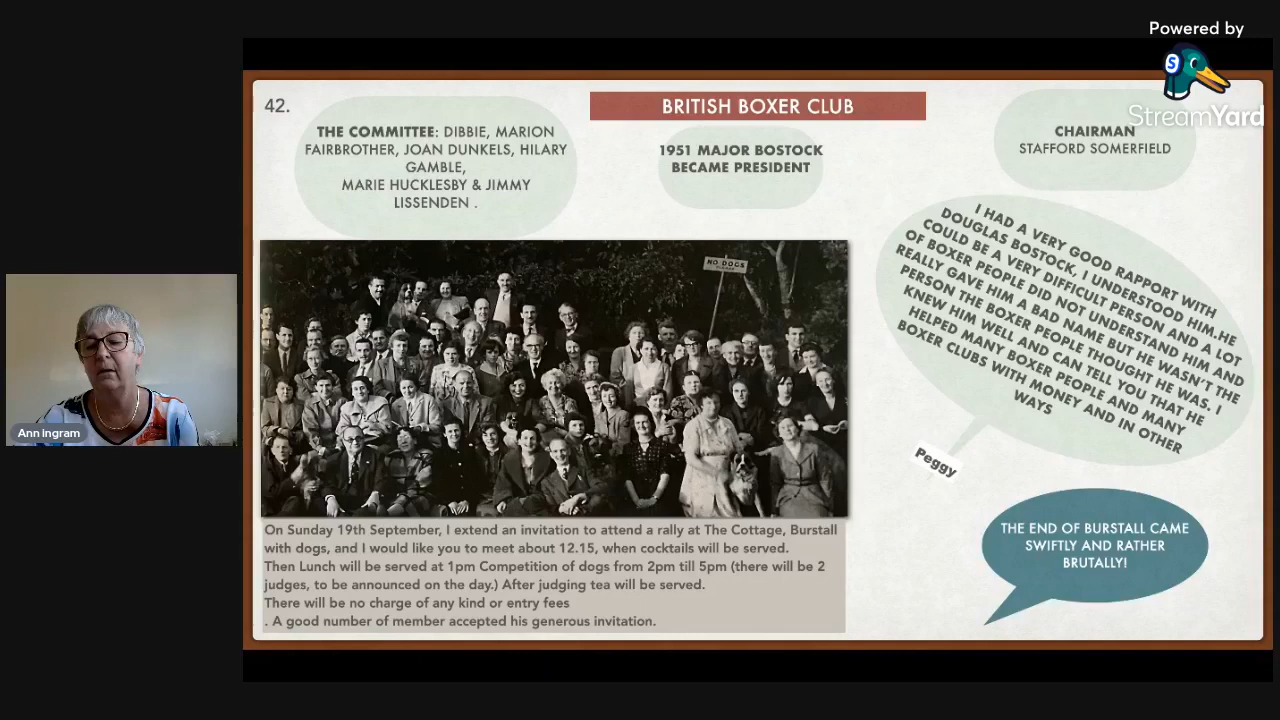 Powered by
StreamYard
42.
BRITISH BOXER CLUB
THE COMMITTEE: DIBBIE, MARION
FAIRBROTHER, JOAN DUNKELS, HILARY
GAMBLE,
MARIE HUCKLESBY & JIMMY
LISSENDEN .
1951 MAJOR BOSTOCK
BECAME PRESIDENT
CHAIRMAN
STAFFORD SOMERFIELD
I HAD A VERY GOOD RAPPORT WITH
DOUGLAS BOSTOCK, I UNDERSTOOD HIM.HE
COULD BE A VERY DIFFICULT PERSON AND A LOT
OF BOXER PEOPLE DID NOT UNDERSTAND HIM AND
REALLY GAVE HIM A BAD NAME BUT HE WASN'T THE
PERSON THE BOXER PEOPLE THOUGHT HE WAS. I
KNEW HIM WELL AND CAN TELL YOU THAT HE
HELPED MANY BOXER PEOPLE AND MANY
BOXER CLUBS WITH MONEY AND IN OTHER
WAYS
Peggy
NO DOGS
THE END OF BURSTALL CAME
SWIFTLY AND RATHER
BRUTALLY!
On Sunday 19th September, I extend an invitation to attend a rally at The Cottage, Burstall
with dogs, and I would like you to meet about 12.15, when cocktails will be served.
Then Lunch will be served at 1pm Competition of dogs from 2pm till 5pm (there will be 2
judges, to be announced on the day.) After judging tea will be served.
There will be no charge of any kind or entry fees
. A good number of member accepted his generous invitation.
Ann ingram